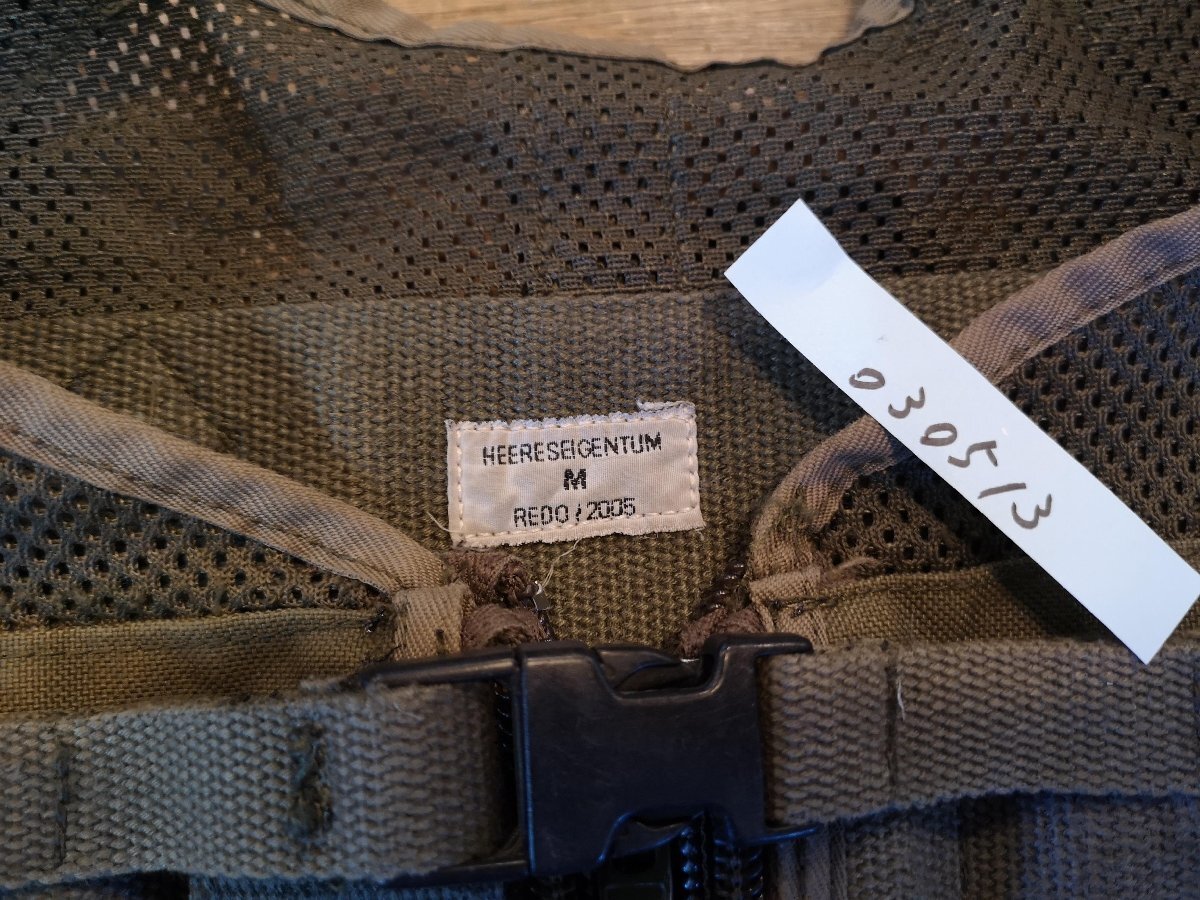 HEERESEIGENTUM
M
REDO/2005
030513